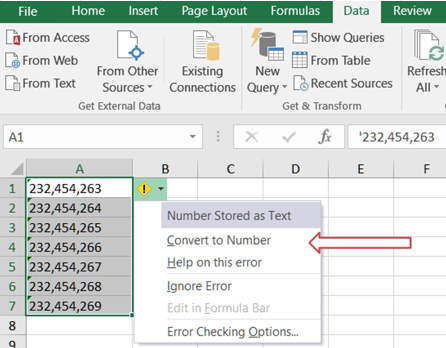 File Home Insert Page Layout Formulas Data Review
From Access
From Web
From Text
From Other
Sources
Existing
Connections
Get External Data
New
Query
Show Queries
From Table
Recent Sources
Get & Transform
Refresh
All
A1 fx '232,454,263
A B C D E F
1 232,454,263
2 232,454,264
3 232,454,265
4 232,454,266
5 232,454,267
6 232,454,268
7 232,454,269
8
9
Number Stored as Text
Convert to Number
Help on this error
Ignore Error
Edit in Formula Bar
Error Checking Options...